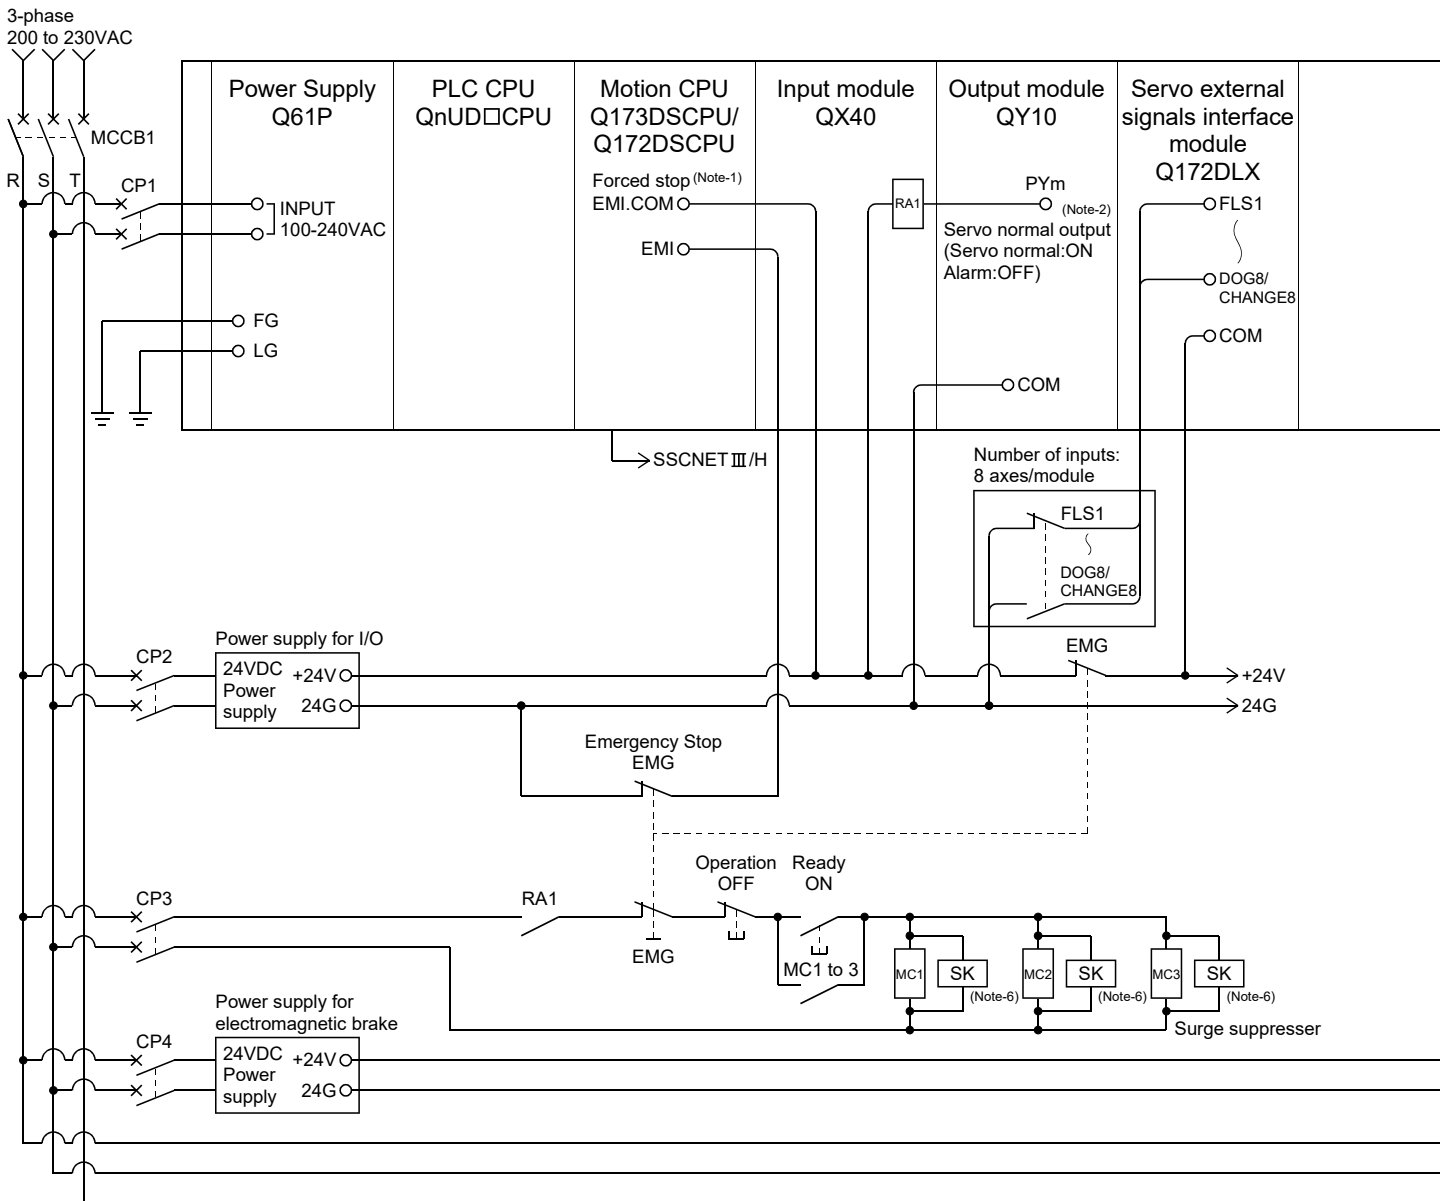 3-phase
200 to 230VAC
MCCB1
R S T
CP1
Power Supply
Q61P
INPUT
100-240VAC
FG
LG
PLC CPU
QnUD□CPU
Motion CPU
Q173DSCPU/
Q172DSCPU
Forced stop (Note-1)
EMI.COM
EMI
Input module
QX40
RA1
Output module
QY10
PYm
(Note-2)
Servo normal output
(Servo normal:ON
Alarm:OFF)
COM
Servo external
signals interface
module
Q172DLX
FLS1
DOG8/
CHANGE8
COM
SSCNETⅢ/H
Number of inputs:
8 axes/module
FLS1
DOG8/
CHANGE8
Power supply for I/O
CP2
24VDC
Power
supply
+24V
24G
EMG
+24V
24G
Emergency Stop
EMG
Operation
OFF
Ready
ON
CP3
RA1
EMG
MC1 to 3
MC1
SK
(Note-6)
MC2
SK
(Note-6)
MC3
SK
(Note-6)
Surge suppresser
Power supply for
electromagnetic brake
CP4
24VDC
Power
supply
+24V
24G